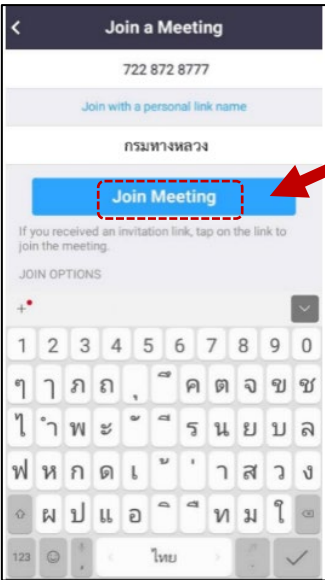 Join a Meeting
722 872 8777
Join with a personal link name
กรมทางหลวง
Join Meeting
If you received an invitation link, tap on the link to
join the meeting.
JOIN OPTIONS
1 2 3 4 5 6 7 8 9 0
ๆ ๅ ภ ถ ุ ึ ค ต จ ข ช
ไ ำ พ ะ ั ี ร น ย บ ล
ฟ ห ก ด เ ้ ่ า ส ว ง
ผ ป แ อ ิ ื ท ม ใ
123 ไทย